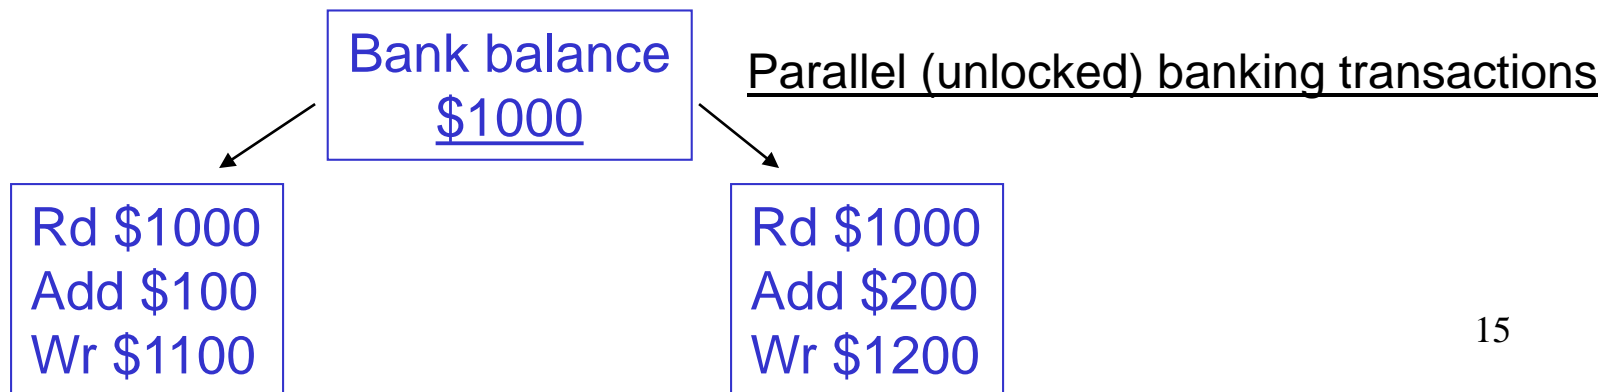 Bank balance
$1000
Parallel (unlocked) banking transactions
Rd $1000
Add $100
Wr $1100
Rd $1000
Add $200
Wr $1200
15